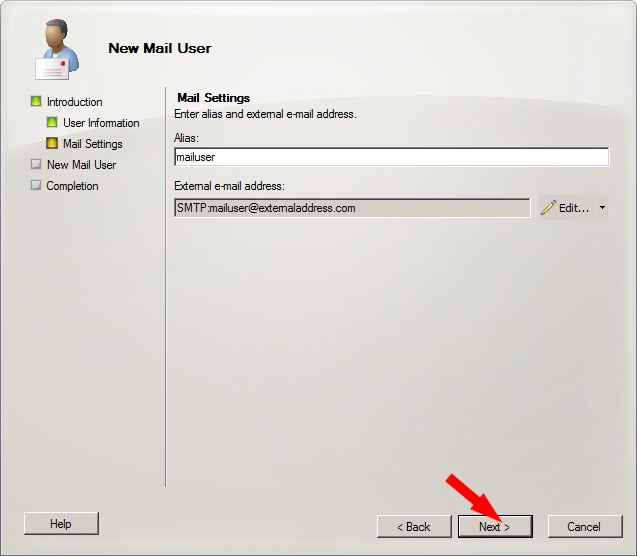 New Mail User
Introduction
User Information
Mail Settings
New Mail User
Completion
Mail Settings
Enter alias and external e-mail address.
Alias:
mailuser
External e-mail address:
SMTP:mailuser@externaladdress.com
Edit...
Help
< Back
Next >
Cancel